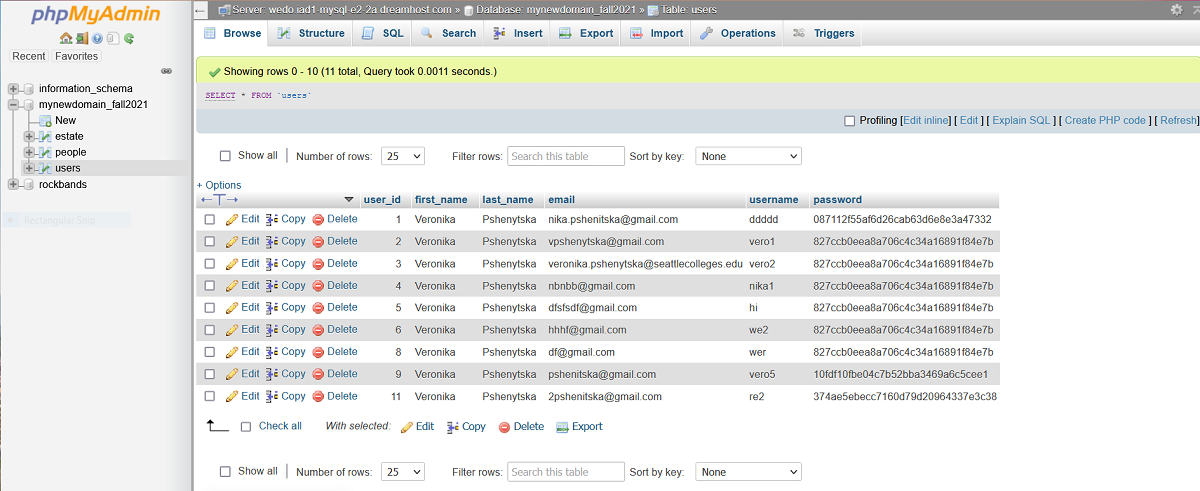 phpMyAdmin
Recent Favorites
information_schema
mynewdomain_fall2021
New
estate
people
users
rockbands
Rectangular Snip
Server: wedo.iad1-mysql-e2-2a.dreamhost.com » Database: mynewdomain_fall2021 » Table: users
Browse Structure SQL Search Insert Export Import Operations Triggers
Showing rows 0 - 10 (11 total, Query took 0.0011 seconds.)
SELECT * FROM `users`
Profiling [Edit inline] [ Edit ] [ Explain SQL ] [ Create PHP code ] [ Refresh]
Show all | Number of rows: 25 Filter rows: Search this table Sort by key: None
+ Options
←T→ user_id first_name last_name email username password
Edit Copy Delete 1 Veronika Pshenytska nika.pshenitska@gmail.com ddddd 087112f55af6d26cab63d6e8e3a47332
Edit Copy Delete 2 Veronika Pshenytska vpshenytska@gmail.com vero1 827ccb0eea8a706c4c34a16891f84e7b
Edit Copy Delete 3 Veronika Pshenytska veronika.pshenytska@seattlecolleges.edu vero2 827ccb0eea8a706c4c34a16891f84e7b
Edit Copy Delete 4 Veronika Pshenytska nbnbb@gmail.com nika1 827ccb0eea8a706c4c34a16891f84e7b
Edit Copy Delete 5 Veronika Pshenytska dfsfsdf@gmail.com hi 827ccb0eea8a706c4c34a16891f84e7b
Edit Copy Delete 6 Veronika Pshenytska hhhf@gmail.com we2 827ccb0eea8a706c4c34a16891f84e7b
Edit Copy Delete 8 Veronika Pshenytska df@gmail.com wer 827ccb0eea8a706c4c34a16891f84e7b
Edit Copy Delete 9 Veronika Pshenytska pshenitska@gmail.com vero5 10fdf10fbe04c7b52bba3469a6c5cee1
Edit Copy Delete 11 Veronika Pshenytska 2pshenitska@gmail.com re2 374ae5ebecc7160d79d20964337e3c38
Check all With selected: Edit Copy Delete Export
Show all | Number of rows: 25 Filter rows: Search this table Sort by key: None